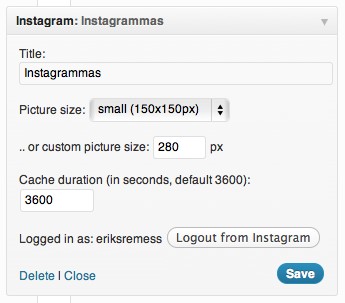 Instagram: Instagrammas
Title:
Instagrammas
Picture size: small (150x150px)
.. or custom picture size: 280 px
Cache duration (in seconds, default 3600):
3600
Logged in as: eriksremess Logout from Instagram
Delete | Close Save